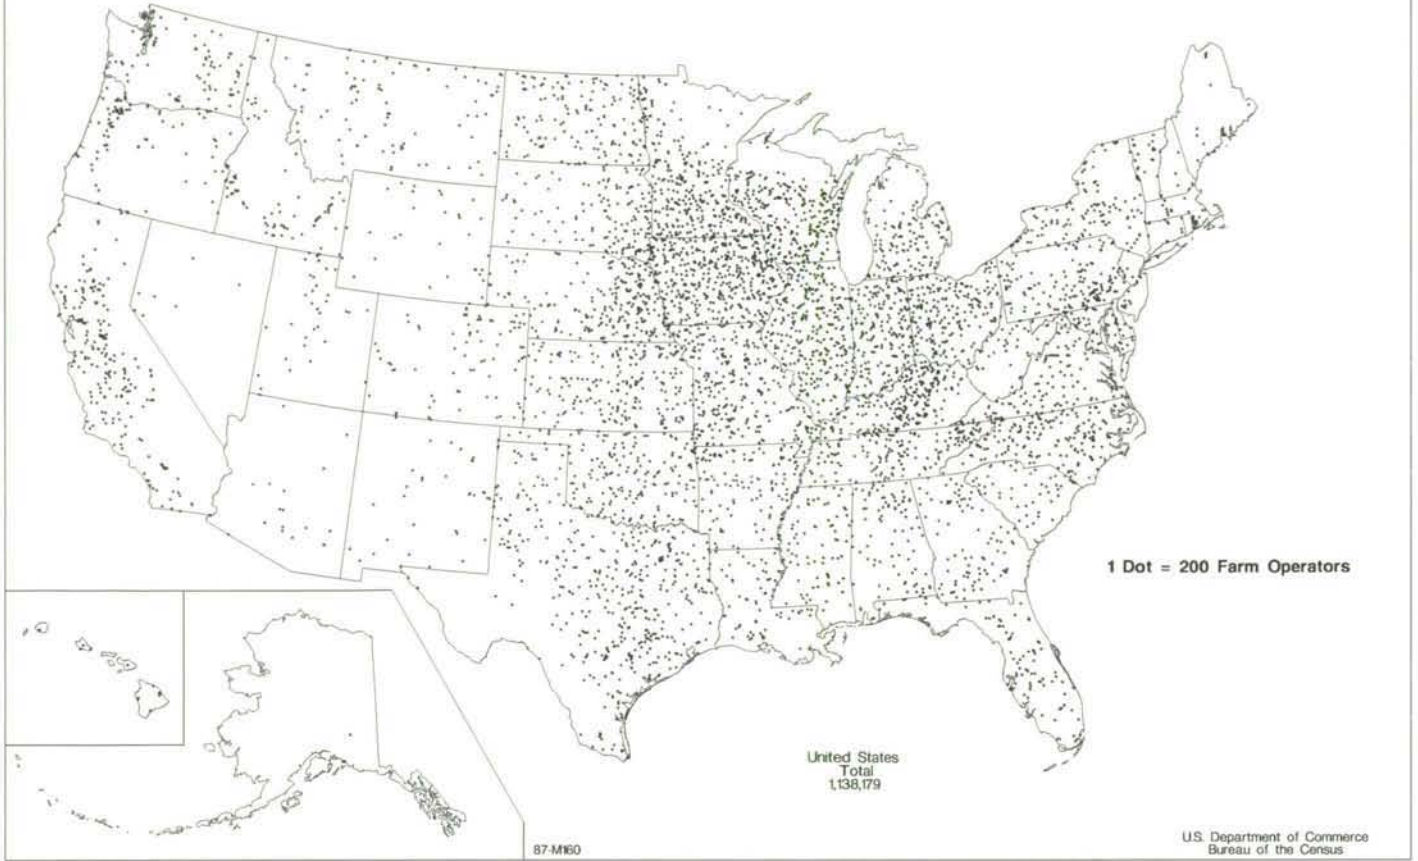 1 Dot = 200 Farm Operators
United States
Total
1,138,179
87-M160
U.S. Department of Commerce
Bureau of the Census